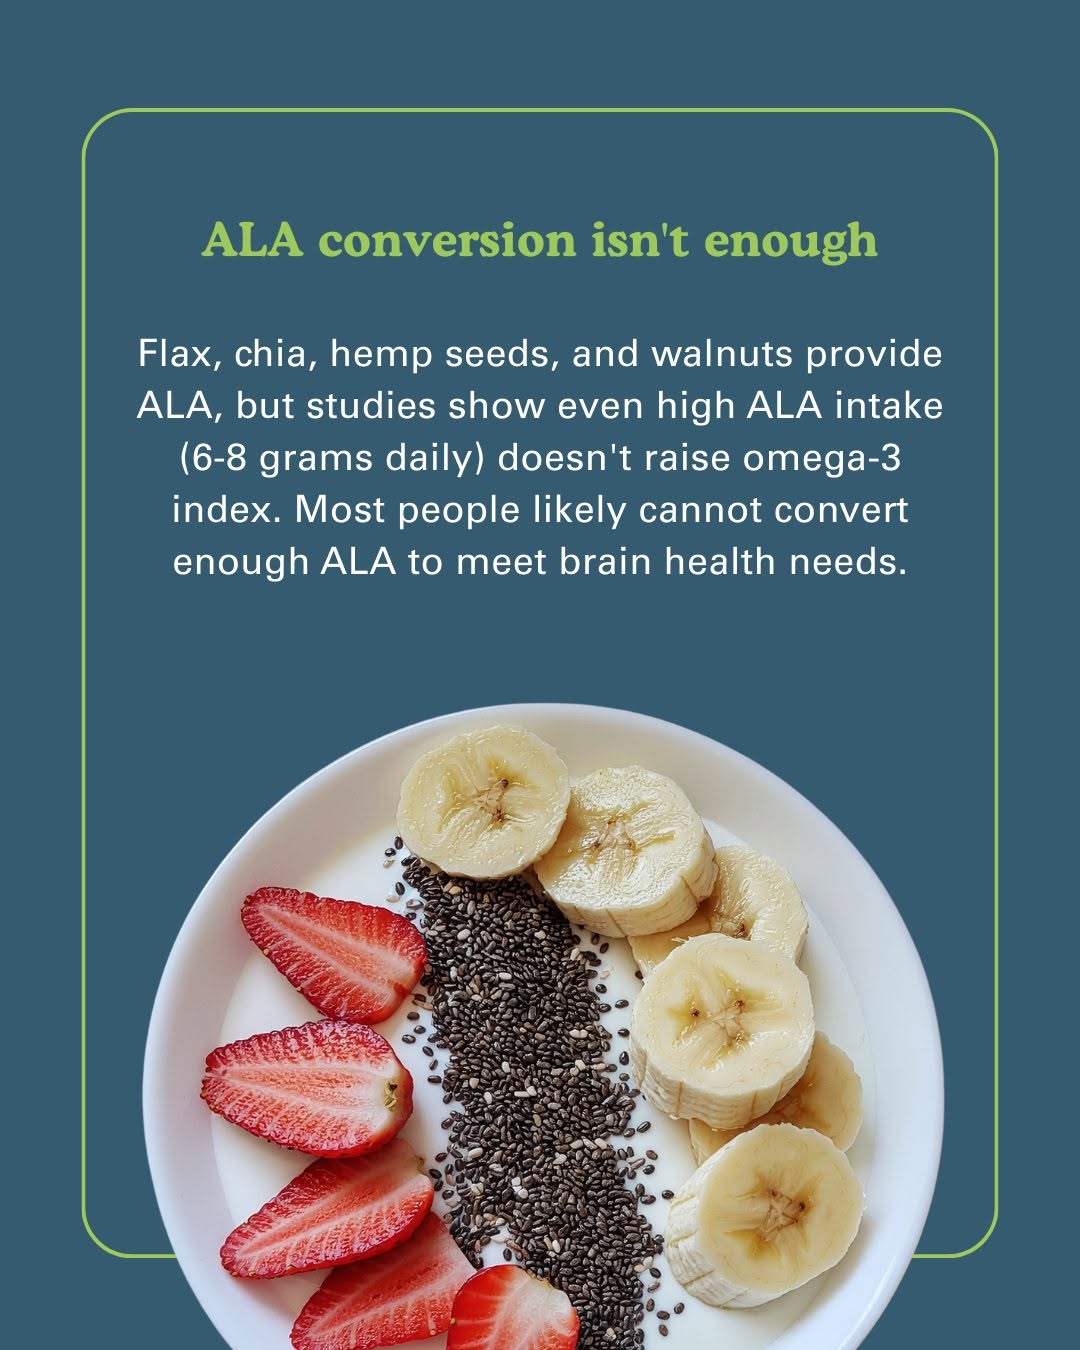 ALA conversion isn't enough
Flax, chia, hemp seeds, and walnuts provide
ALA, but studies show even high ALA intake
(6-8 grams daily) doesn't raise omega-3
index. Most people likely cannot convert
enough ALA to meet brain health needs.